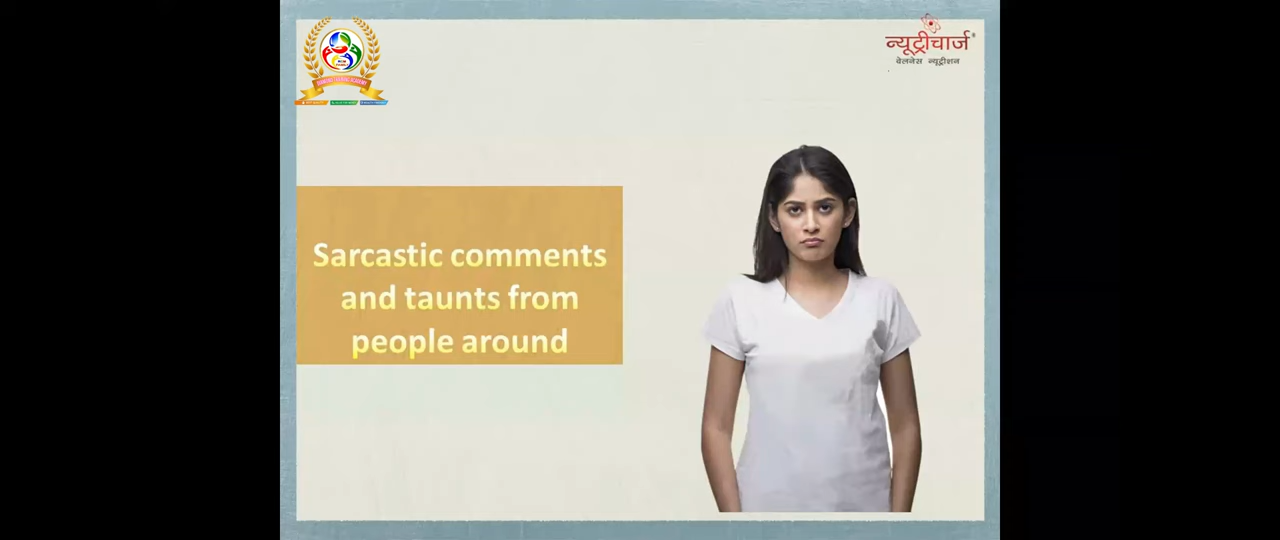 न्यूट्रीचार्ज®
वेलनेस न्यूट्रीशन
Sarcastic comments
and taunts from
people around